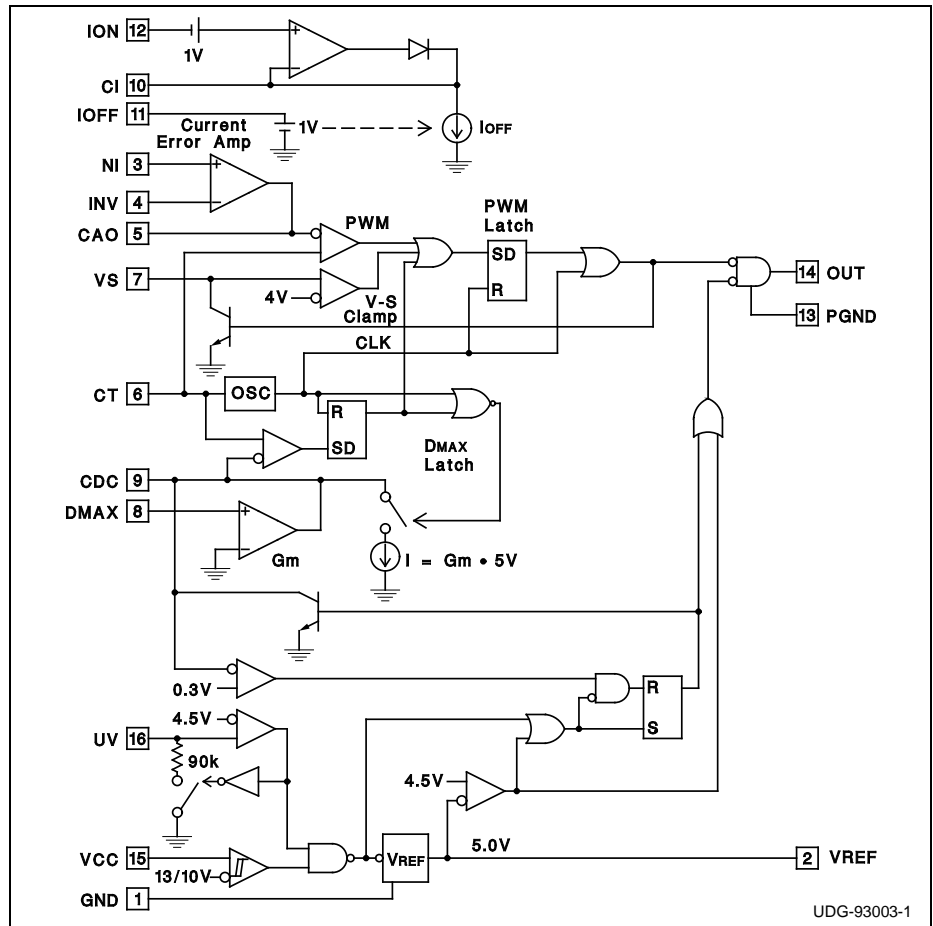 ION 12
1V
CI 10
IOFF 11
1V
IOFF
Current
Error Amp
NI 3
INV 4
CAO 5
PWM
PWM
Latch
SD
R
VS 7
4V
V-S
Clamp
14 OUT
13 PGND
CLK
CT 6
OSC
R
SD
DMAX
Latch
CDC 9
DMAX 8
+
−
Gm
I = Gm • 5V
0.3V
R
S
4.5V
UV 16
90k
4.5V
VCC 15
13/10V
VREF
5.0V
2 VREF
GND 1
UDG-93003-1